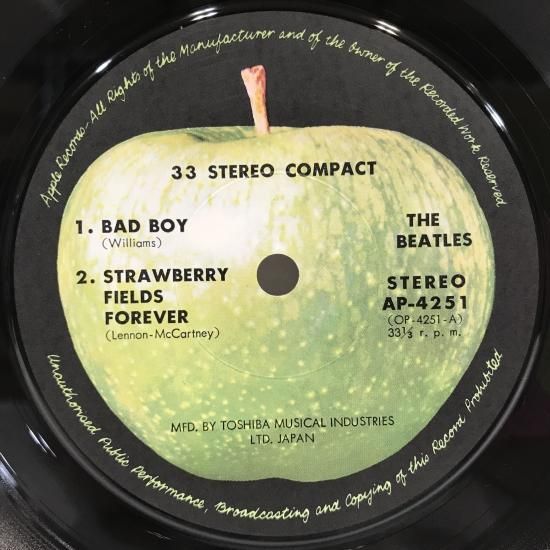 Apple Records-All Rights of the Manufacturer and of the Owner of the Recorded Work Reserved
33 STEREO COMPACT
1. BAD BOY
(Williams)
THE
BEATLES
2. STRAWBERRY
FIELDS
FOREVER
(Lennon-McCartney)
STEREO
AP-4251
(OP-4251-A)
33⅓ r. p. m.
MFD. BY TOSHIBA MUSICAL INDUSTRIES
LTD. JAPAN
Unauthorised Public Performance, Broadcasting and Copying of this Record Prohibited